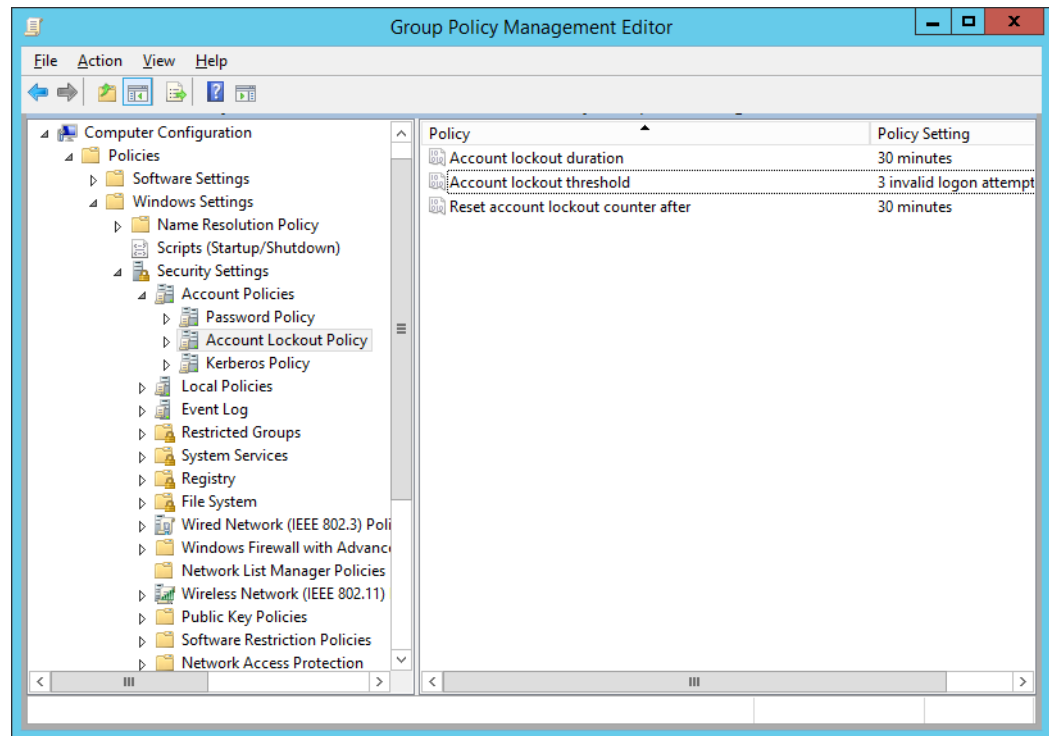 Group Policy Management Editor
File Action View Help
Computer Configuration
Policies
Software Settings
Windows Settings
Name Resolution Policy
Scripts (Startup/Shutdown)
Security Settings
Account Policies
Password Policy
Account Lockout Policy
Kerberos Policy
Local Policies
Event Log
Restricted Groups
System Services
Registry
File System
Wired Network (IEEE 802.3) Poli
Windows Firewall with Advanc
Network List Manager Policies
Wireless Network (IEEE 802.11)
Public Key Policies
Software Restriction Policies
Network Access Protection
Policy Policy Setting
Account lockout duration 30 minutes
Account lockout threshold 3 invalid logon attempt
Reset account lockout counter after 30 minutes